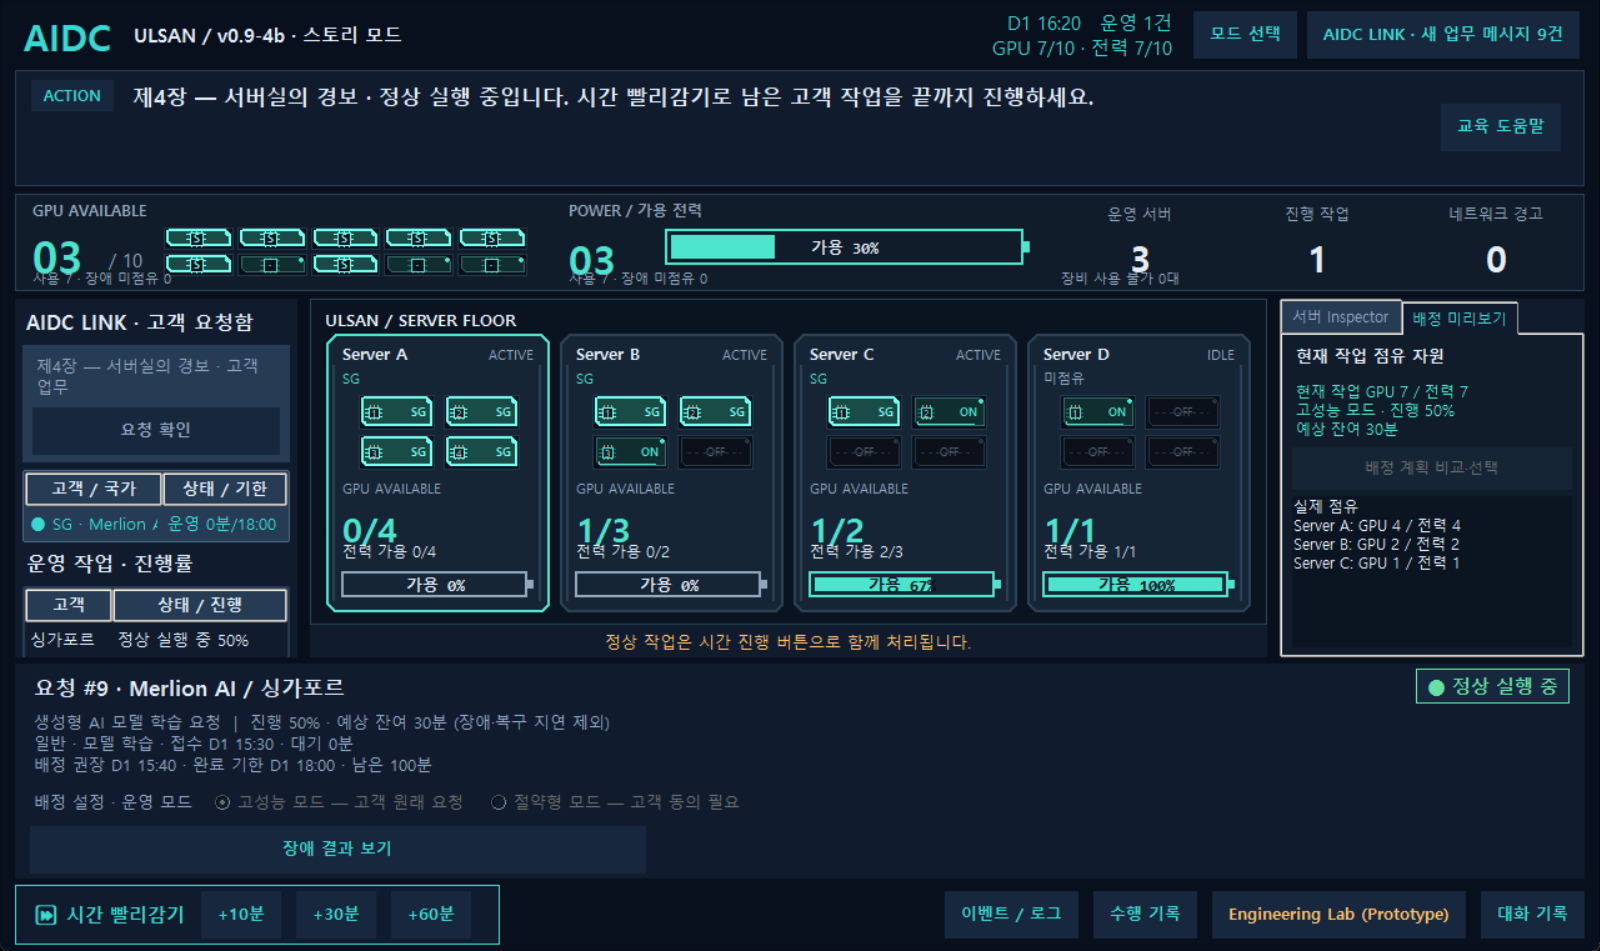 AIDC
ULSAN / v0.9-4b · 스토리 모드
D1 16:20 운영 1건
GPU 7/10 · 전력 7/10
모드 선택
AIDC LINK · 새 업무 메시지 9건
ACTION
제4장 — 서버실의 경보 · 정상 실행 중입니다. 시간 빨리감기로 남은 고객 작업을 끝까지 진행하세요.
교육 도움말
GPU AVAILABLE
03 / 10
사용 7 · 장애 미점유 0
S S S S S
S - S - -
POWER / 가용 전력
03
사용 7 · 장애 미점유 0
가용 30%
운영 서버
3
장비 사용 불가 0대
진행 작업
1
네트워크 경고
0
AIDC LINK · 고객 요청함
제4장 — 서버실의 경보 · 고객
업무
요청 확인
고객 / 국가 상태 / 기한
SG · Merlion A 운영 0분/18:00
운영 작업 · 진행률
고객 상태 / 진행
싱가포르 정상 실행 중 50%
ULSAN / SERVER FLOOR
Server A ACTIVE
SG
1 SG 2 SG
3 SG 4 SG
GPU AVAILABLE
0/4
전력 가용 0/4
가용 0%
Server B ACTIVE
SG
1 SG 2 SG
3 ON --OFF--
GPU AVAILABLE
1/3
전력 가용 0/2
가용 0%
Server C ACTIVE
SG
1 SG 2 ON
--OFF-- --OFF--
GPU AVAILABLE
1/2
전력 가용 2/3
가용 67%
Server D IDLE
미점유
1 ON --OFF--
--OFF-- --OFF--
GPU AVAILABLE
1/1
전력 가용 1/1
가용 100%
정상 작업은 시간 진행 버튼으로 함께 처리됩니다.
서버 Inspector 배정 미리보기
현재 작업 점유 자원
현재 작업 GPU 7 / 전력 7
고성능 모드 · 진행 50%
예상 잔여 30분
배정 계획 비교·선택
실제 점유
Server A: GPU 4 / 전력 4
Server B: GPU 2 / 전력 2
Server C: GPU 1 / 전력 1
요청 #9 · Merlion AI / 싱가포르
정상 실행 중
생성형 AI 모델 학습 요청 | 진행 50% · 예상 잔여 30분 (장애·복구 지연 제외)
일반 · 모델 학습 · 접수 D1 15:30 · 대기 0분
배정 권장 D1 15:40 · 완료 기한 D1 18:00 · 남은 100분
배정 설정 · 운영 모드 고성능 모드 — 고객 원래 요청 절약형 모드 — 고객 동의 필요
장애 결과 보기
시간 빨리감기 +10분 +30분 +60분
이벤트 / 로그
수행 기록
Engineering Lab (Prototype)
대화 기록